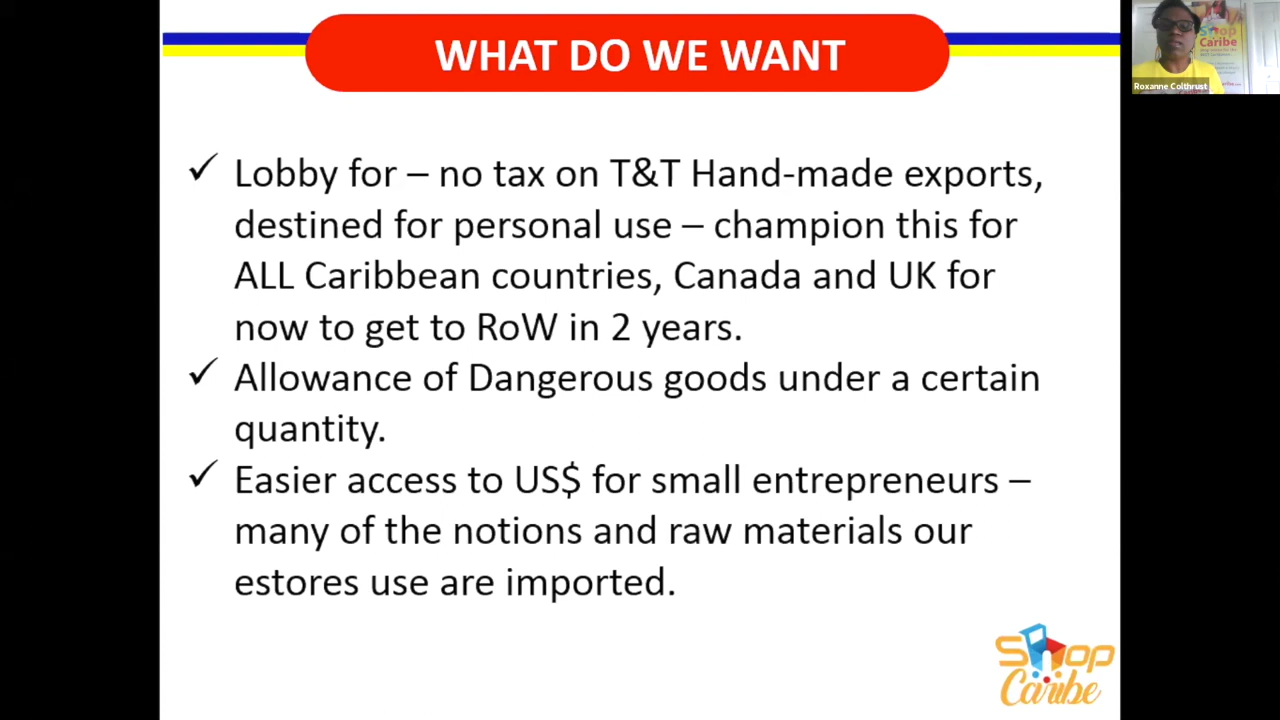 WHAT DO WE WANT
✓ Lobby for – no tax on T&T Hand-made exports,
destined for personal use – champion this for
ALL Caribbean countries, Canada and UK for
now to get to RoW in 2 years.
✓ Allowance of Dangerous goods under a certain
quantity.
✓ Easier access to US$ for small entrepreneurs –
many of the notions and raw materials our
estores use are imported.
Shop
Caribe
Shop
Caribe
Roxanne Colthrust